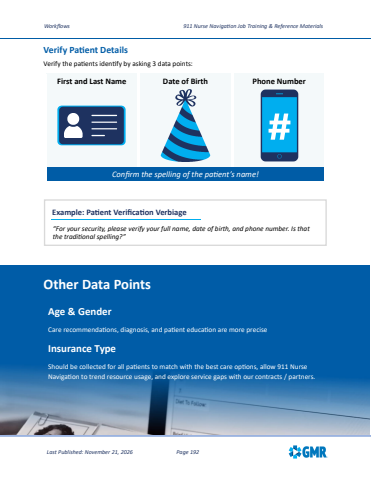 Workflows
911 Nurse Navigation Job Training & Reference Materials
Verify Patient Details
Verify the patients identify by asking 3 data points:
First and Last Name
Date of Birth
Phone Number
#
Confirm the spelling of the patient's name!
Example: Patient Verification Verbiage
"For your security, please verify your full name, date of birth, and phone number. Is that
the traditional spelling?"
Other Data Points
Age & Gender
Care recommendations, diagnosis, and patient education are more precise
Insurance Type
Should be collected for all patients to match with the best care options, allow 911 Nurse
Navigation to trend resource usage, and explore service gaps with our contracts / partners.
Diet To Follow
Last Published: November 21, 2026
Page 192
GMR